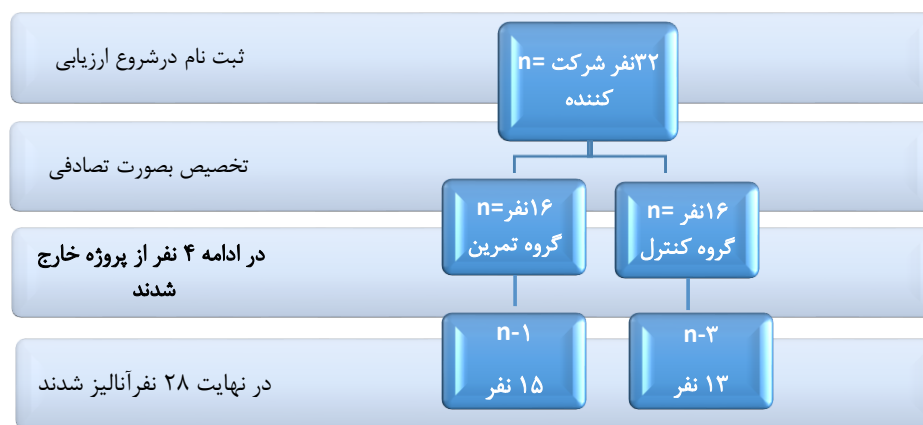 ثبت نام درشروع ارزیابی
n= ۳۲نفر شرکت
کننده
تخصیص بصورت تصادفی
n=۱۶نفر
گروه تمرین
n= ۱۶نفر
گروه کنترل
در ادامه ۴ نفر از پروژه خارج
شدند
n-۱
۱۵ نفر
n-۳
۱۳ نفر
در نهایت ۲۸ نفرآنالیز شدند